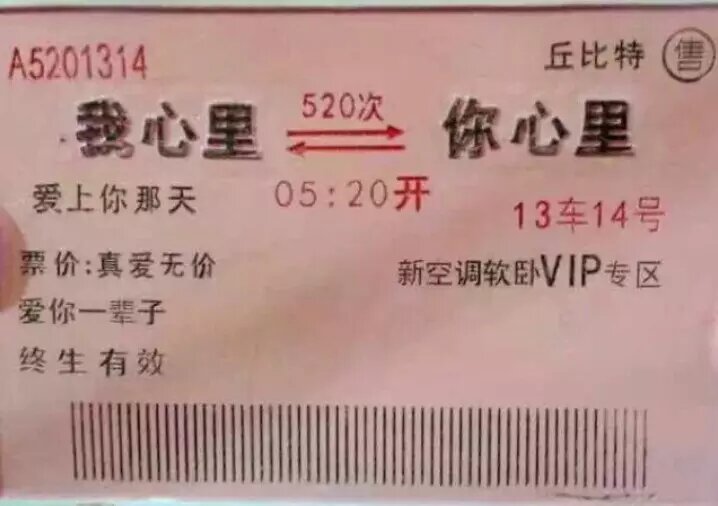 A5201314 丘比特 售
我心里 520次 你心里
爱上你那天 05:20开 13车14号
票价:真爱无价 新空调软卧VIP专区
爱你一辈子
终生有效